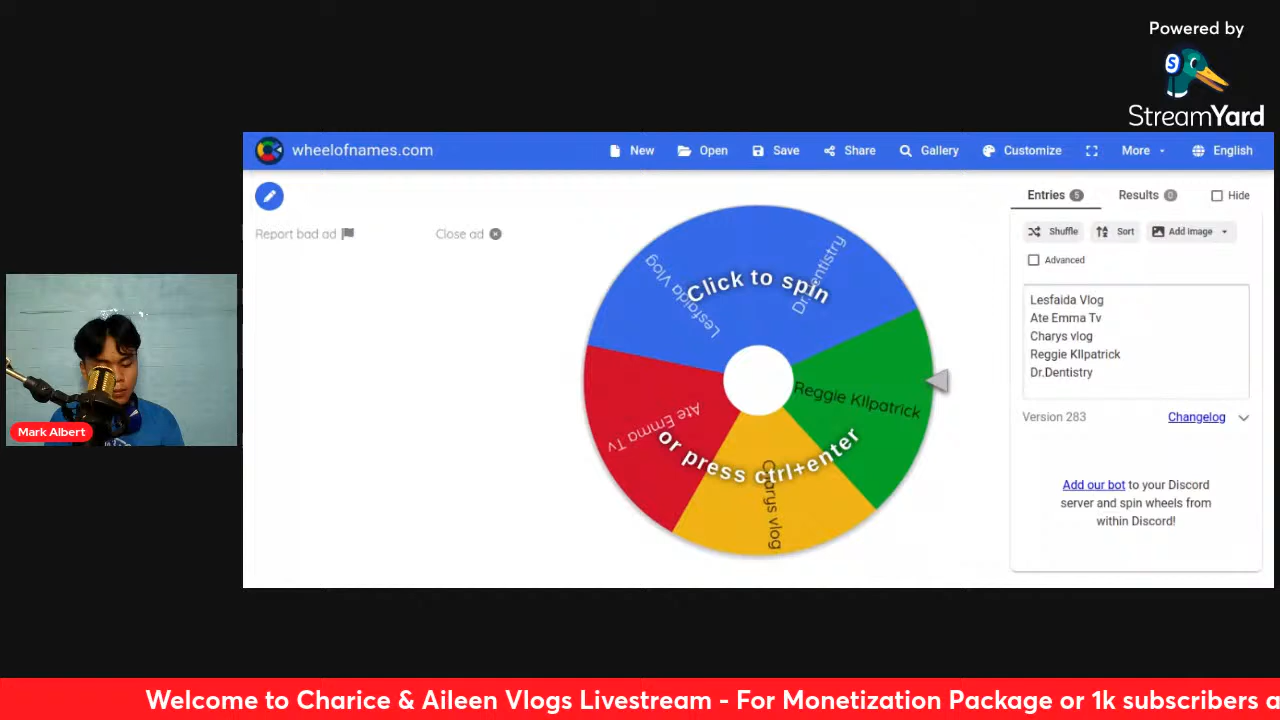 Powered by
S
StreamYard
wheelofnames.com
New
Open
Save
Share
Gallery
Customize
More
English
Report bad ad
Close ad
Entries 5
Results 0
Hide
Shuffle
Sort
Add image
Advanced
Lesfaida Vlog
Ate Emma Tv
Charys vlog
Reggie KIlpatrick
Dr.Dentistry
Version 283
Changelog
Add our bot to your Discord
server and spin wheels from
within Discord!
Click to spin
or press ctrl+enter
Lesfaida Vlog
Dr.Dentistry
Reggie KIlpatrick
Ate Emma Tv
Charys vlog
Mark Albert
Welcome to Charice & Aileen Vlogs Livestream - For Monetization Package or 1k subscribers a